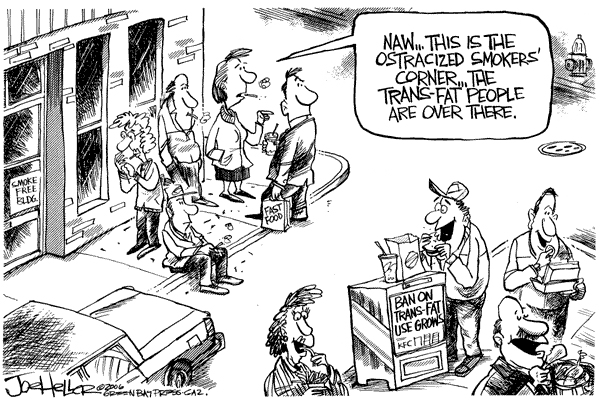 NAW... THIS IS THE
OSTRACIZED SMOKERS'
CORNER... THE
TRANS-FAT PEOPLE
ARE OVER THERE.
SMOKE
FREE
BLDG.
FAST
FOOD
BAN ON
TRANS-FAT
USE GROWS
KFC
JOE HELLER ©2006
GREEN BAY PRESS-GAZ.